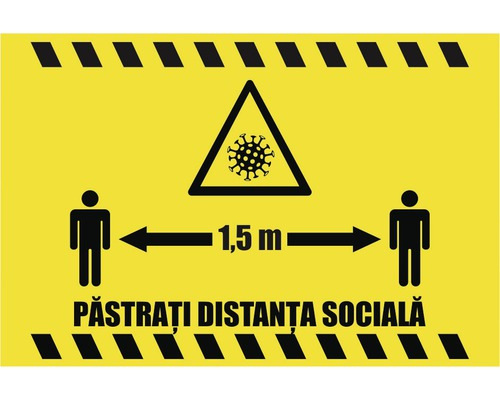 1,5 m
PĂSTRAȚI DISTANȚA SOCIALĂ